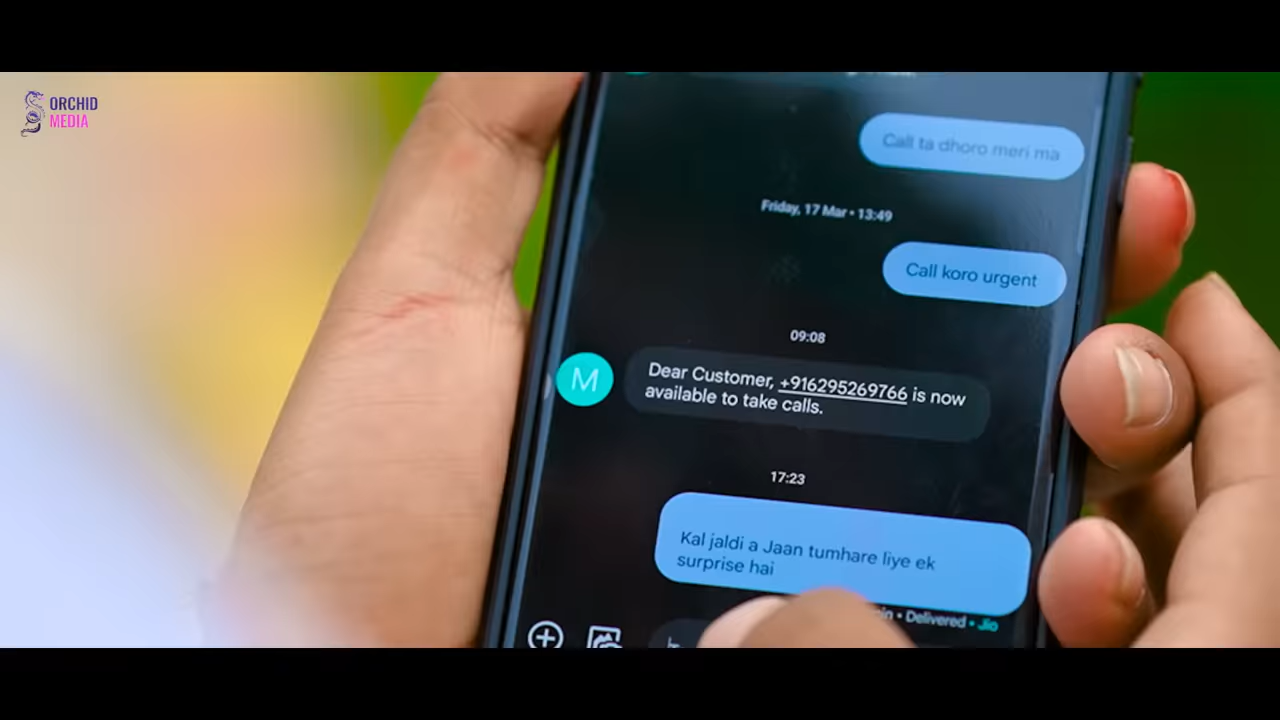 ORCHID
MEDIA
Call ta dhoro meri ma
Friday, 17 Mar • 13:49
Call koro urgent
09:08
M
Dear Customer, +916295269766 is now
available to take calls.
17:23
Kal jaldi a Jaan tumhare liye ek
surprise hai
• Delivered • Jio